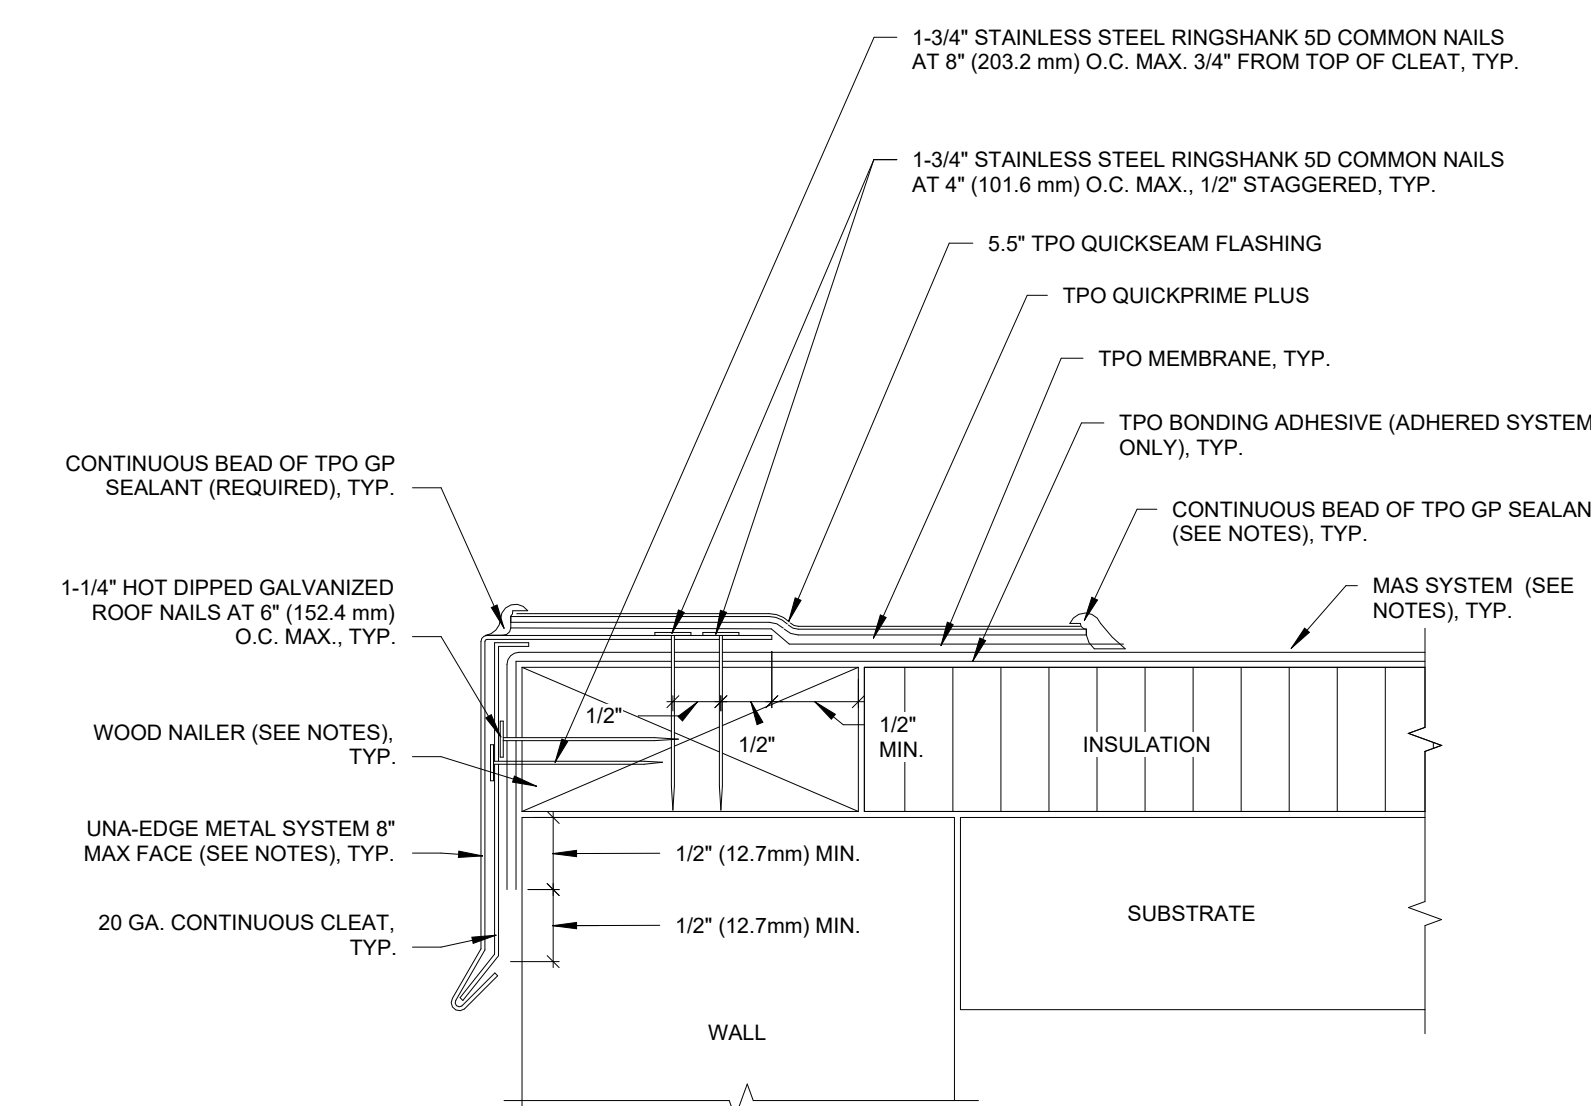 1-3/4" STAINLESS STEEL RINGSHANK 5D COMMON NAILS
AT 8" (203.2 mm) O.C. MAX. 3/4" FROM TOP OF CLEAT, TYP.
1-3/4" STAINLESS STEEL RINGSHANK 5D COMMON NAILS
AT 4" (101.6 mm) O.C. MAX., 1/2" STAGGERED, TYP.
5.5" TPO QUICKSEAM FLASHING
TPO QUICKPRIME PLUS
TPO MEMBRANE, TYP.
TPO BONDING ADHESIVE (ADHERED SYSTEM
ONLY), TYP.
CONTINUOUS BEAD OF TPO GP
SEALANT (REQUIRED), TYP.
CONTINUOUS BEAD OF TPO GP SEALAN
(SEE NOTES), TYP.
1-1/4" HOT DIPPED GALVANIZED
ROOF NAILS AT 6" (152.4 mm)
O.C. MAX., TYP.
MAS SYSTEM (SEE
NOTES), TYP.
WOOD NAILER (SEE NOTES),
TYP.
1/2"
1/2"
1/2"
MIN.
INSULATION
UNA-EDGE METAL SYSTEM 8"
MAX FACE (SEE NOTES), TYP.
1/2" (12.7mm) MIN.
20 GA. CONTINUOUS CLEAT,
TYP.
1/2" (12.7mm) MIN.
SUBSTRATE
WALL